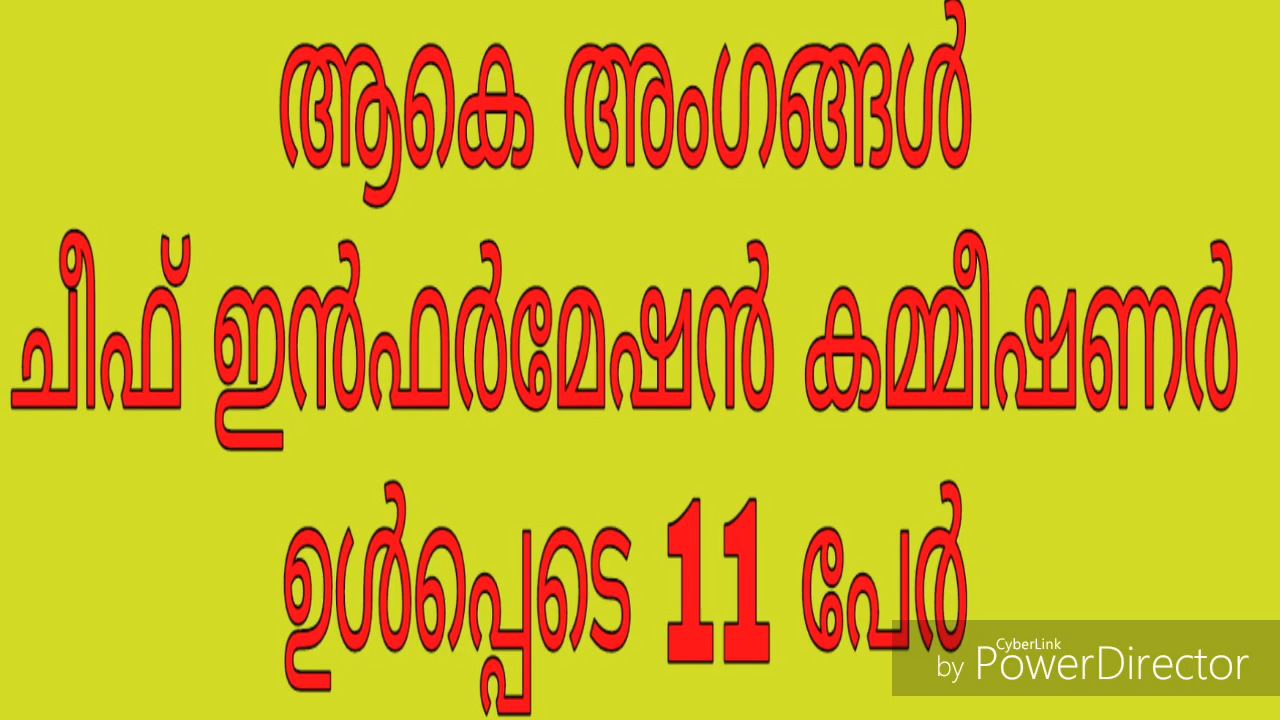 ആകെ അംഗങ്ങൾ
ചീഫ് ഇൻഫർമേഷൻ കമ്മീഷണർ
ഉൾപ്പെടെ 11 പേർ
CyberLink
by PowerDirector